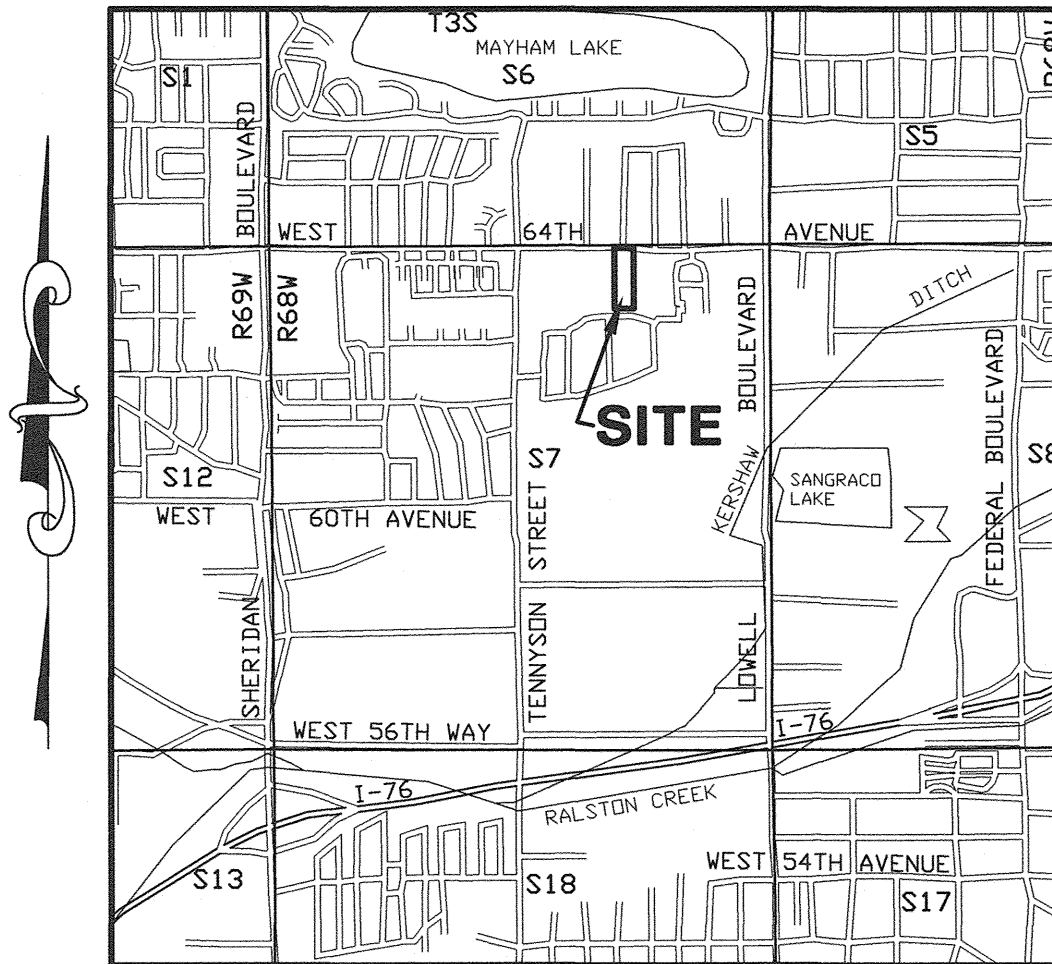 T3S
MAYHAM LAKE
S6
S1
S5
BOULEVARD
WEST
64TH
AVENUE
R69W
R68W
BOULEVARD
DITCH
FEDERAL BOULEVARD
SITE
S12
S7
KERSHAW
SANGRACO
LAKE
S8
WEST
60TH AVENUE
STREET
SHERIDAN
TENNYSON
LOWELL
WEST 56TH WAY
I-76
I-76
RALSTON CREEK
S13
S18
WEST 54TH AVENUE
S17